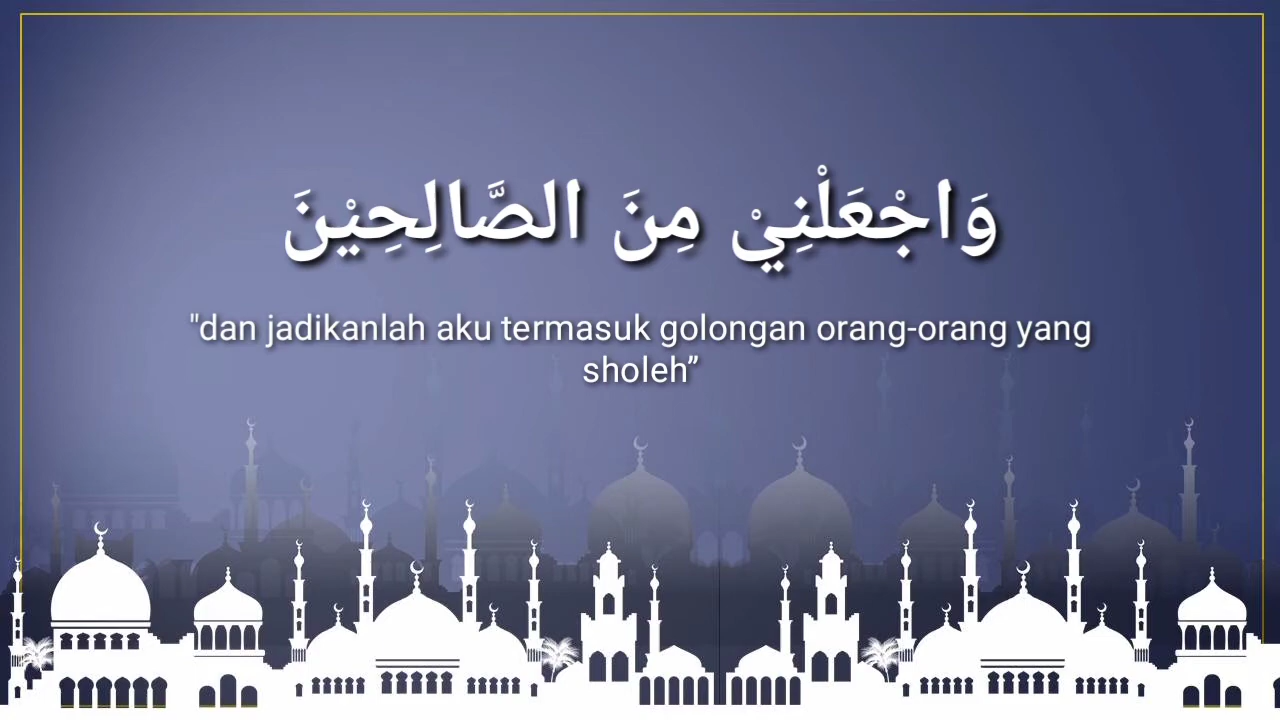 وَاجْعَلْنِيْ مِنَ الصَّالِحِيْنَ
"dan jadikanlah aku termasuk golongan orang-orang yang
sholeh”